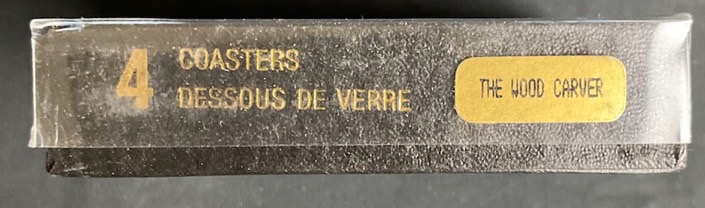 4 COASTERS
DESSOUS DE VERRE
THE WOOD CARVER